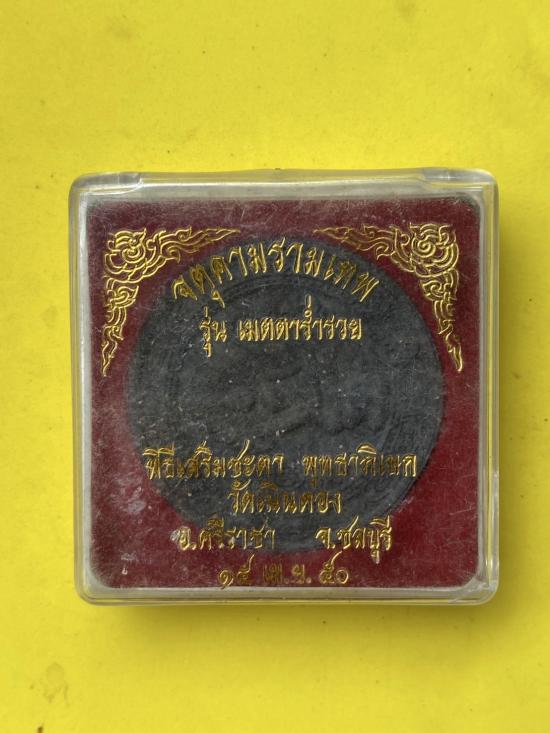 จตุคามรามเทพ
รุ่น เมตตาร่ำรวย
พิธีเสริมชะตา พุทธาภิเษก
วัดเนินตอง
อ.ศรีราชา จ.ชลบุรี
๑๕ เม.ย. ๕๐